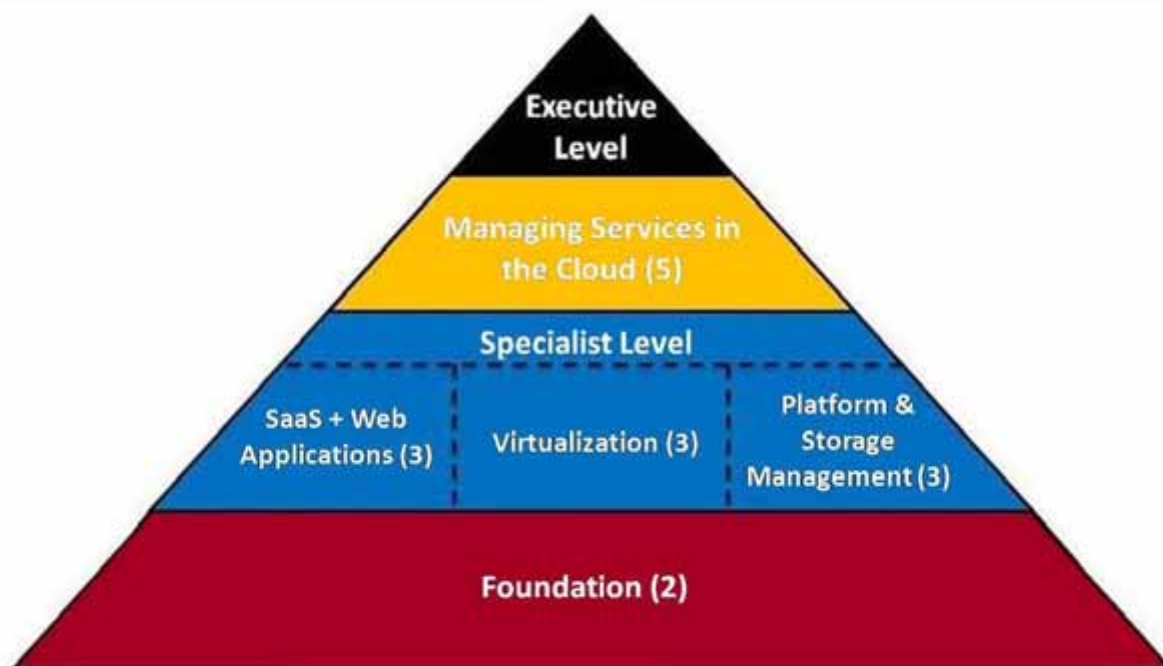 Executive
Level
Managing Services in
the Cloud (5)
Specialist Level
SaaS + Web
Applications (3)
Virtualization (3)
Platform &
Storage
Management (3)
Foundation (2)